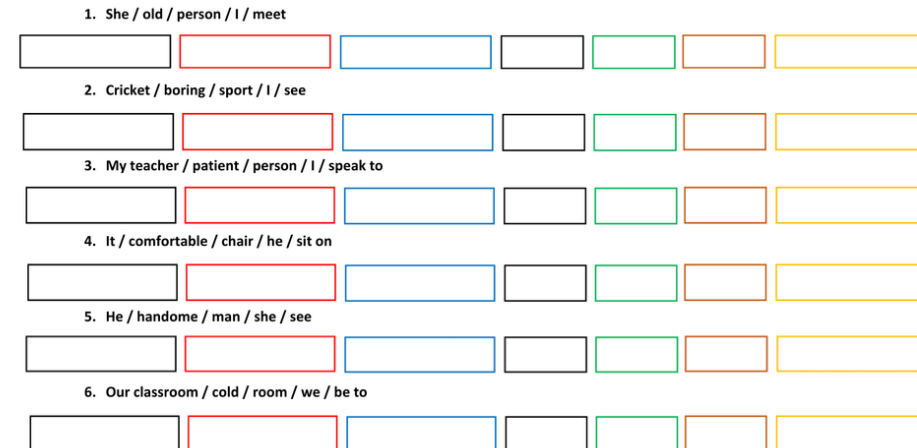 1. She / old / person / I / meet
2. Cricket / boring / sport / I / see
3. My teacher / patient / person / I / speak to
4. It / comfortable / chair / he / sit on
5. He / handome / man / she / see
6. Our classroom / cold / room / we / be to